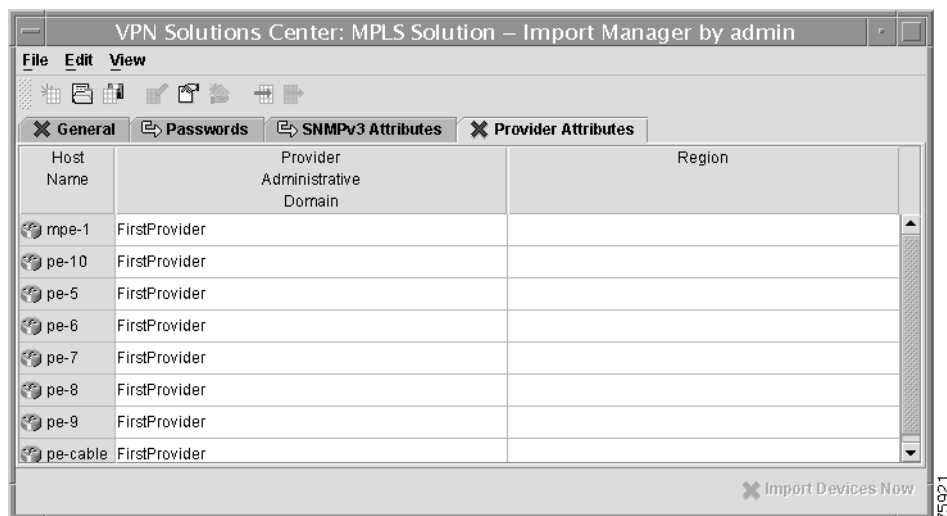 VPN Solutions Center: MPLS Solution – Import Manager by admin
File Edit View
General Passwords SNMPv3 Attributes Provider Attributes
Host Name Provider Administrative Domain Region
mpe-1 FirstProvider
pe-10 FirstProvider
pe-5 FirstProvider
pe-6 FirstProvider
pe-7 FirstProvider
pe-8 FirstProvider
pe-9 FirstProvider
pe-cable FirstProvider
Import Devices Now
75921